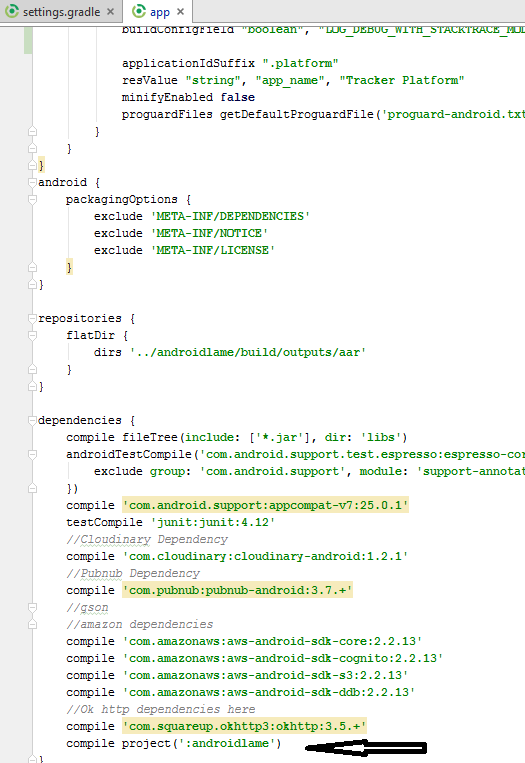 settings.gradle × app ×
buildConfigField "boolean", "LOG_DEBUG_WITH_STACKTRACE_MOD
applicationIdSuffix ".platform"
resValue "string", "app_name", "Tracker Platform"
minifyEnabled false
proguardFiles getDefaultProguardFile('proguard-android.txt
}
}
}
android {
packagingOptions {
exclude 'META-INF/DEPENDENCIES'
exclude 'META-INF/NOTICE'
exclude 'META-INF/LICENSE'
}
}
repositories {
flatDir {
dirs '../androidlame/build/outputs/aar'
}
}
dependencies {
compile fileTree(include: ['*.jar'], dir: 'libs')
androidTestCompile('com.android.support.test.espresso:espresso-cor
exclude group: 'com.android.support', module: 'support-annotat
})
compile 'com.android.support:appcompat-v7:25.0.1'
testCompile 'junit:junit:4.12'
//Cloudinary Dependency
compile 'com.cloudinary:cloudinary-android:1.2.1'
//Pubnub Dependency
compile 'com.pubnub:pubnub-android:3.7.+'
//gson
//amazon dependencies
compile 'com.amazonaws:aws-android-sdk-core:2.2.13'
compile 'com.amazonaws:aws-android-sdk-cognito:2.2.13'
compile 'com.amazonaws:aws-android-sdk-s3:2.2.13'
compile 'com.amazonaws:aws-android-sdk-ddb:2.2.13'
//Ok http dependencies here
compile 'com.squareup.okhttp3:okhttp:3.5.+'
compile project(':androidlame')
}